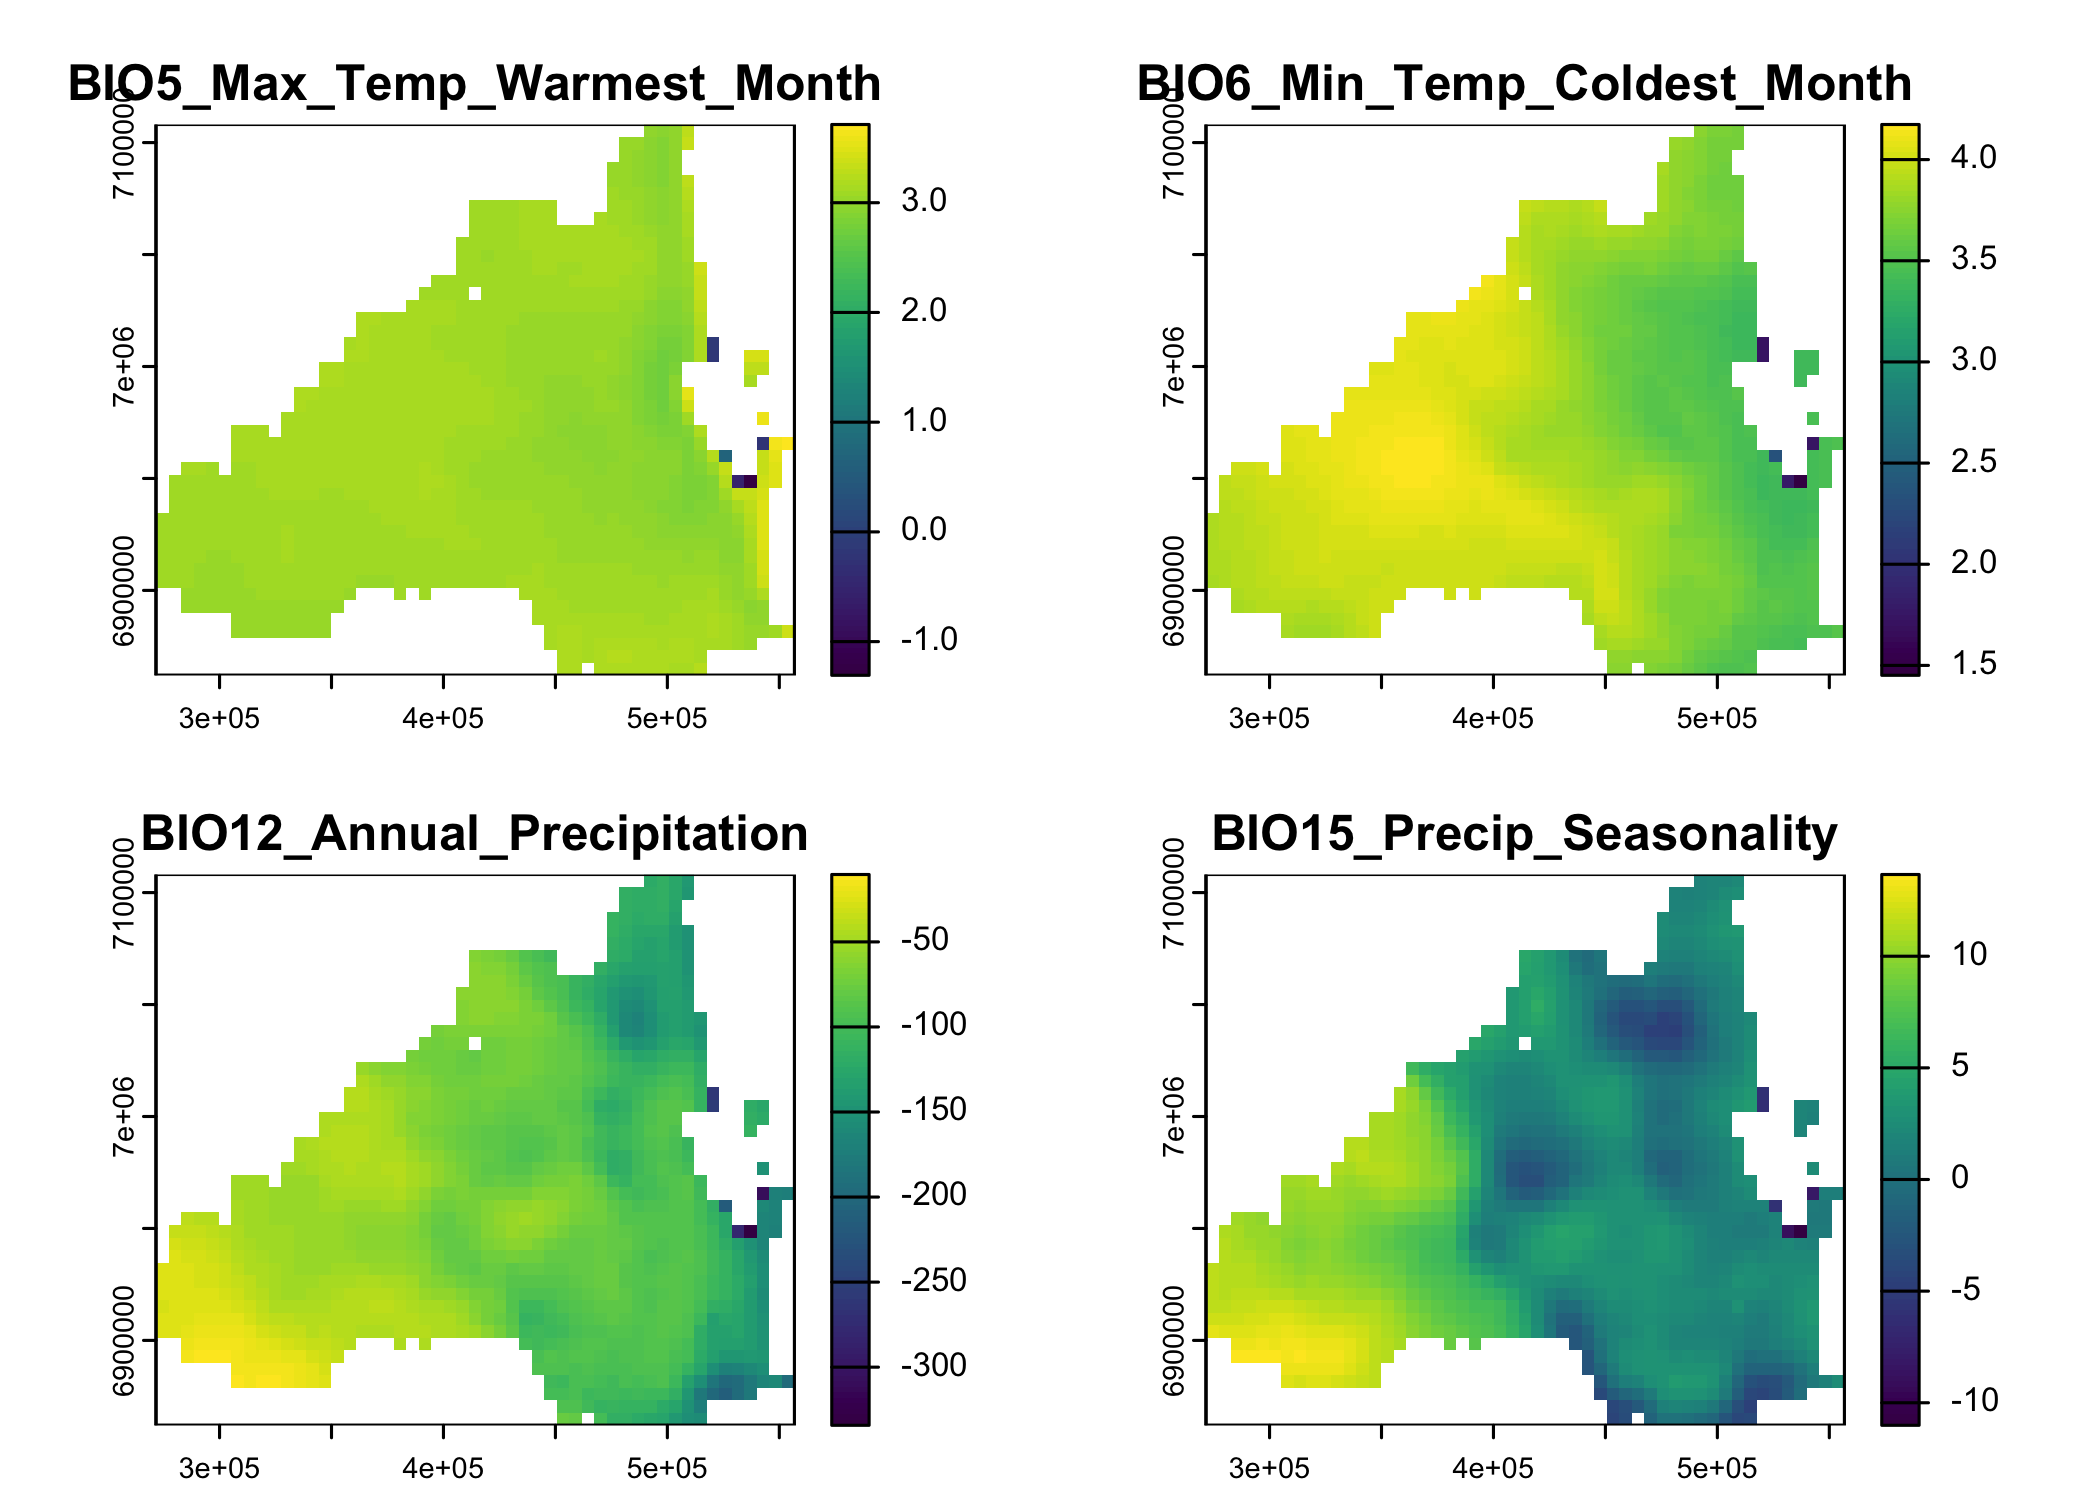 BIO5_Max_Temp_Warmest_Month
7100000
7e+06
6900000
3e+05 4e+05 5e+05
3.0
2.0
1.0
0.0
-1.0
BIO6_Min_Temp_Coldest_Month
7100000
7e+06
6900000
3e+05 4e+05 5e+05
4.0
3.5
3.0
2.5
2.0
1.5
BIO12_Annual_Precipitation
7100000
7e+06
6900000
3e+05 4e+05 5e+05
-50
-100
-150
-200
-250
-300
BIO15_Precip_Seasonality
7100000
7e+06
6900000
3e+05 4e+05 5e+05
10
5
0
-5
-10